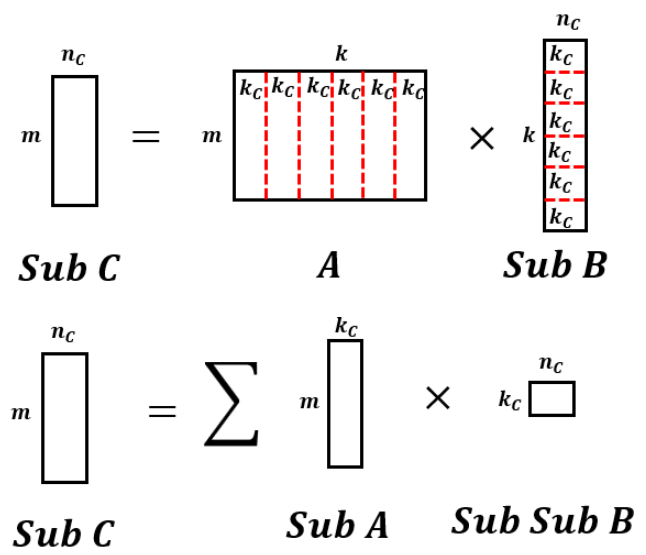 n_C
k
n_C
m
=
m
k_C k_C k_C k_C k_C k_C
×
k
k_C
k_C
k_C
k_C
k_C
k_C
Sub C
A
Sub B
n_C
k_C
n_C
m
=
∑
m
×
k_C
Sub C
Sub A
Sub Sub B